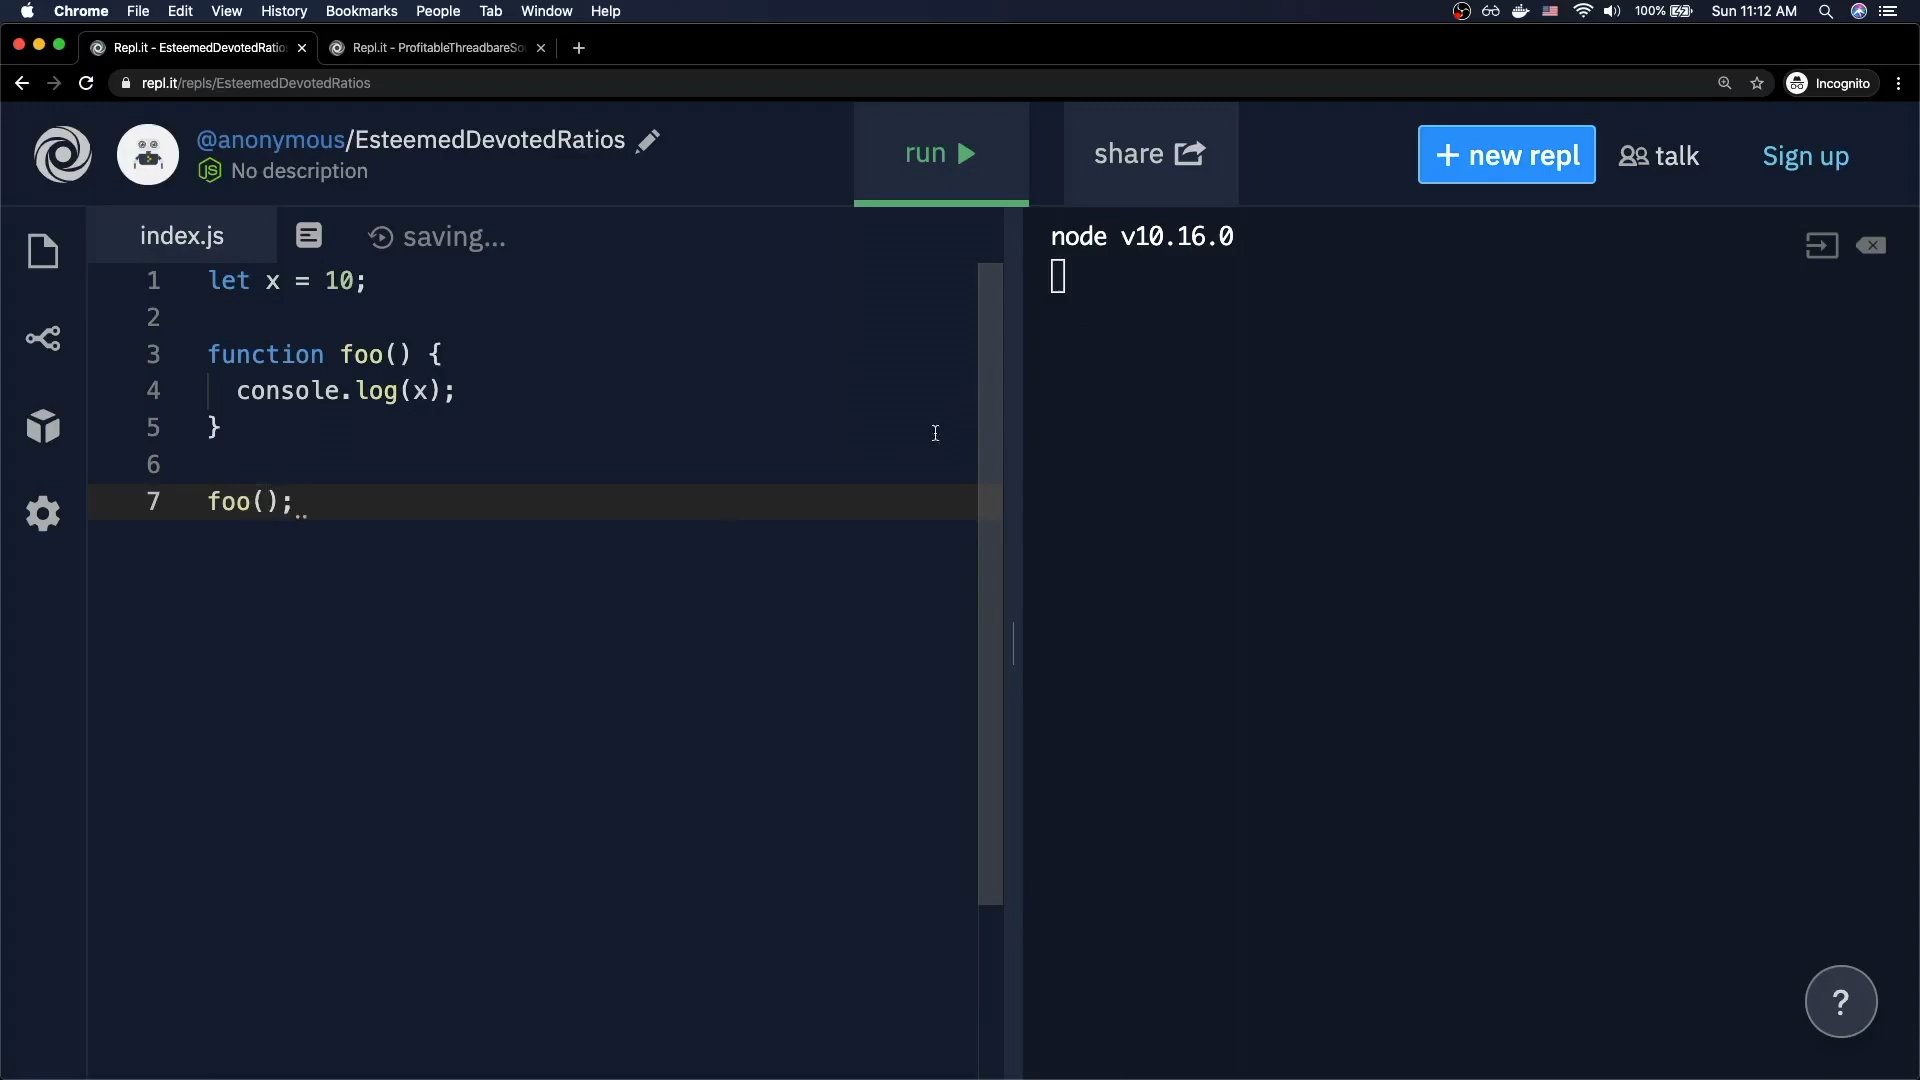 Chrome File Edit View History Bookmarks People Tab Window Help 100% Sun 11:12 AM
Repl.it - EsteemedDevotedRatio Repl.it - ProfitableThreadbareSo
repl.it/repls/EsteemedDevotedRatios Incognito
@anonymous/EsteemedDevotedRatios
No description
run
share
+ new repl
talk
Sign up
index.js saving...
1 let x = 10;
2
3 function foo() {
4 console.log(x);
5 }
6
7 foo();
node v10.16.0
?